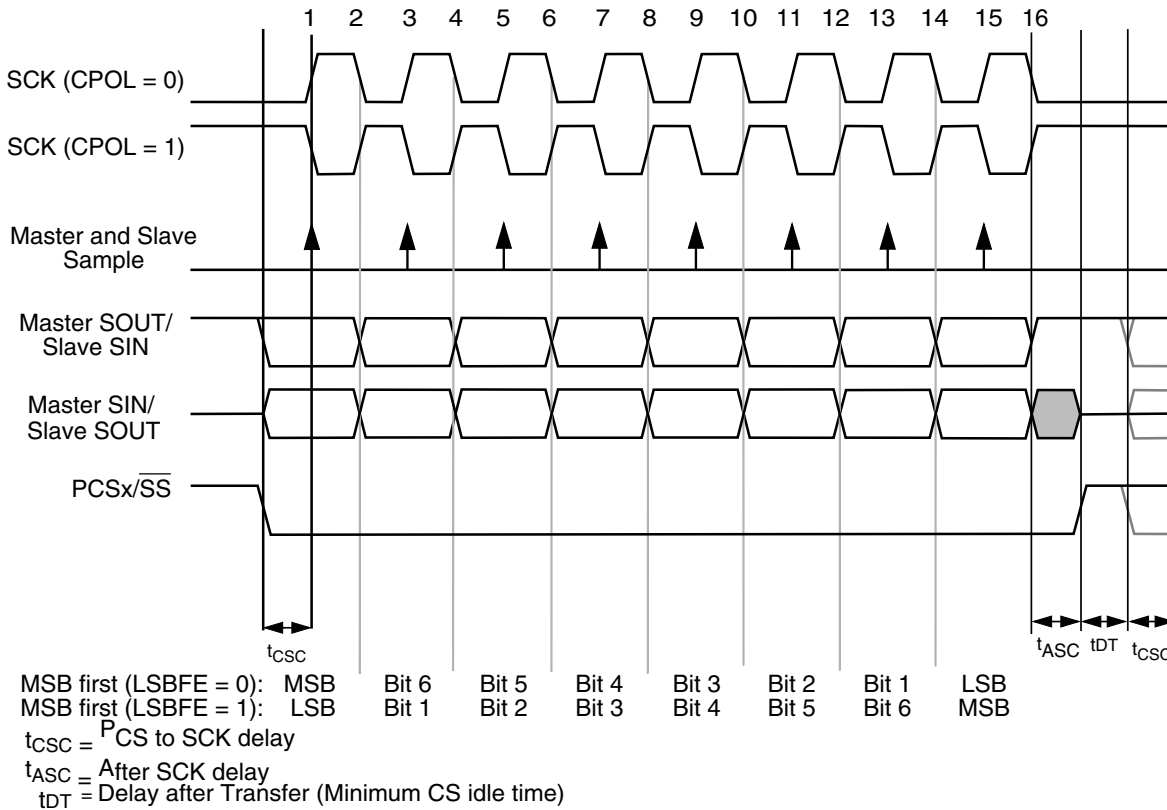 1 2 3 4 5 6 7 8 9 10 11 12 13 14 15 16
SCK (CPOL = 0)
SCK (CPOL = 1)
Master and Slave
Sample
Master SOUT/
Slave SIN
Master SIN/
Slave SOUT
PCSx/SS
tCSC tASC tDT tCSC
MSB first (LSBFE = 0): MSB Bit 6 Bit 5 Bit 4 Bit 3 Bit 2 Bit 1 LSB
MSB first (LSBFE = 1): LSB Bit 1 Bit 2 Bit 3 Bit 4 Bit 5 Bit 6 MSB
tCSC = PCS to SCK delay
tASC = After SCK delay
tDT = Delay after Transfer (Minimum CS idle time)